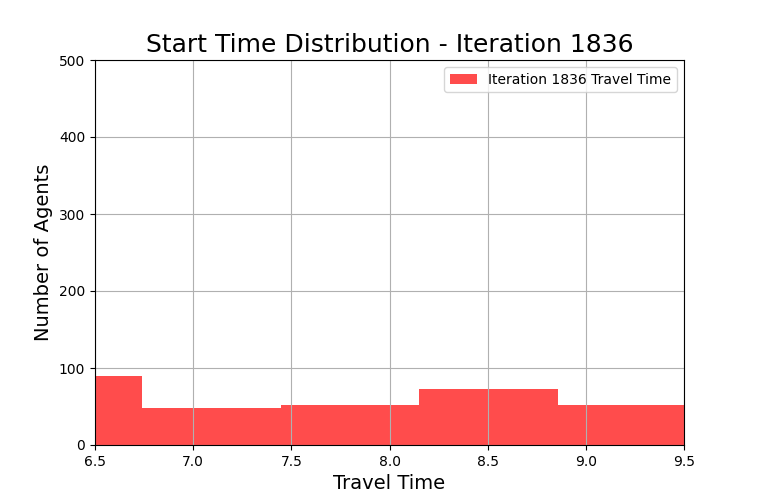 Start Time Distribution - Iteration 1836
Iteration 1836 Travel Time
Number of Agents
500
400
300
200
100
0
6.5 7.0 7.5 8.0 8.5 9.0 9.5
Travel Time